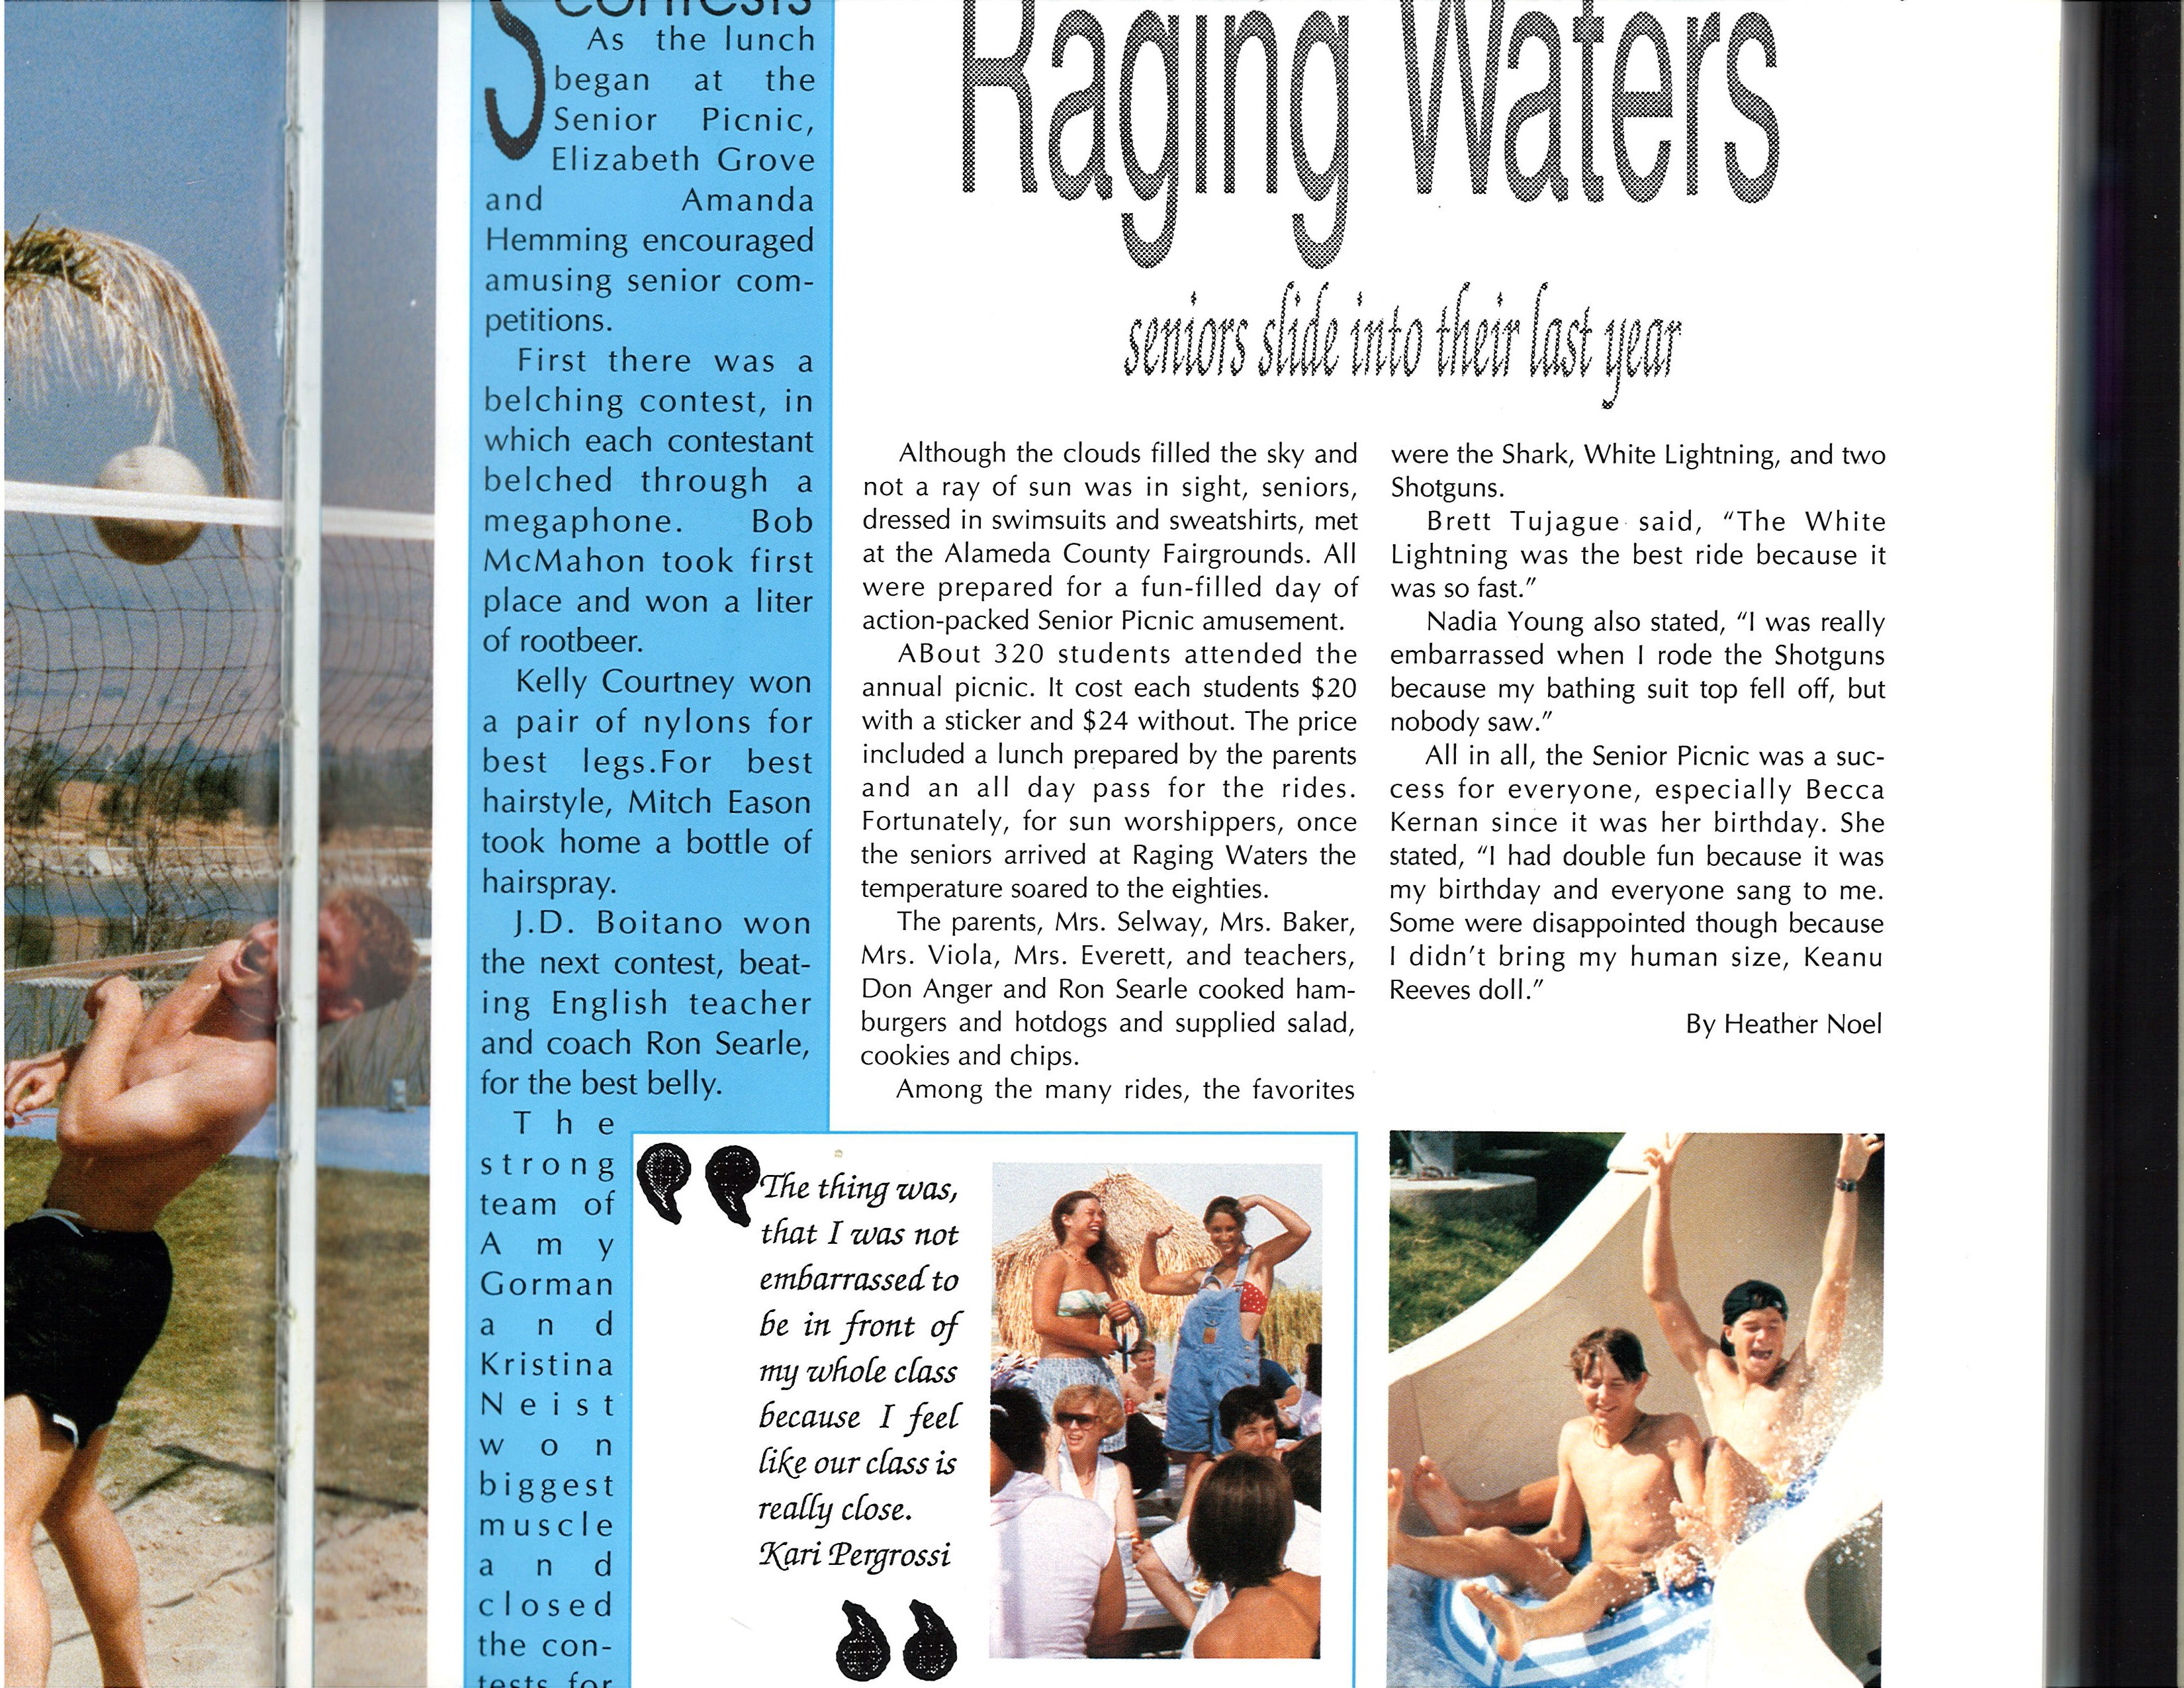 contests
As the lunch
began at the
Senior Picnic,
Elizabeth Grove
and Amanda
Hemming encouraged
amusing senior com-
petitions.
First there was a
belching contest, in
which each contestant
belched through a
megaphone. Bob
McMahon took first
place and won a liter
of rootbeer.
Kelly Courtney won
a pair of nylons for
best legs.For best
hairstyle, Mitch Eason
took home a bottle of
hairspray.
J.D. Boitano won
the next contest, beat-
ing English teacher
and coach Ron Searle,
for the best belly.
The
strong
team of
Amy
Gorman
and
Kristina
Neist
won
biggest
muscle
and
closed
the con-
tests for
Raging Waters
seniors slide into their last year
Although the clouds filled the sky and
not a ray of sun was in sight, seniors,
dressed in swimsuits and sweatshirts, met
at the Alameda County Fairgrounds. All
were prepared for a fun-filled day of
action-packed Senior Picnic amusement.
ABout 320 students attended the
annual picnic. It cost each students $20
with a sticker and $24 without. The price
included a lunch prepared by the parents
and an all day pass for the rides.
Fortunately, for sun worshippers, once
the seniors arrived at Raging Waters the
temperature soared to the eighties.
The parents, Mrs. Selway, Mrs. Baker,
Mrs. Viola, Mrs. Everett, and teachers,
Don Anger and Ron Searle cooked ham-
burgers and hotdogs and supplied salad,
cookies and chips.
Among the many rides, the favorites
were the Shark, White Lightning, and two
Shotguns.
Brett Tujague said, “The White
Lightning was the best ride because it
was so fast.”
Nadia Young also stated, “I was really
embarrassed when I rode the Shotguns
because my bathing suit top fell off, but
nobody saw.”
All in all, the Senior Picnic was a suc-
cess for everyone, especially Becca
Kernan since it was her birthday. She
stated, “I had double fun because it was
my birthday and everyone sang to me.
Some were disappointed though because
I didn’t bring my human size, Keanu
Reeves doll.”
By Heather Noel
”The thing was,
that I was not
embarrassed to
be in front of
my whole class
because I feel
like our class is
really close.
Kari Pergrossi
“